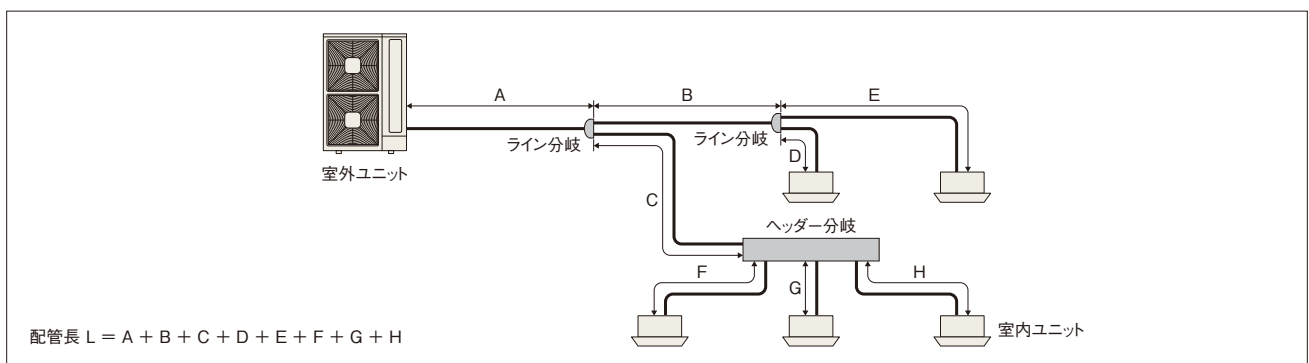 A
B
E
ライン分岐
ライン分岐
D
室外ユニット
C
ヘッダー分岐
F
G
H
配管長 L = A + B + C + D + E + F + G + H
室内ユニット